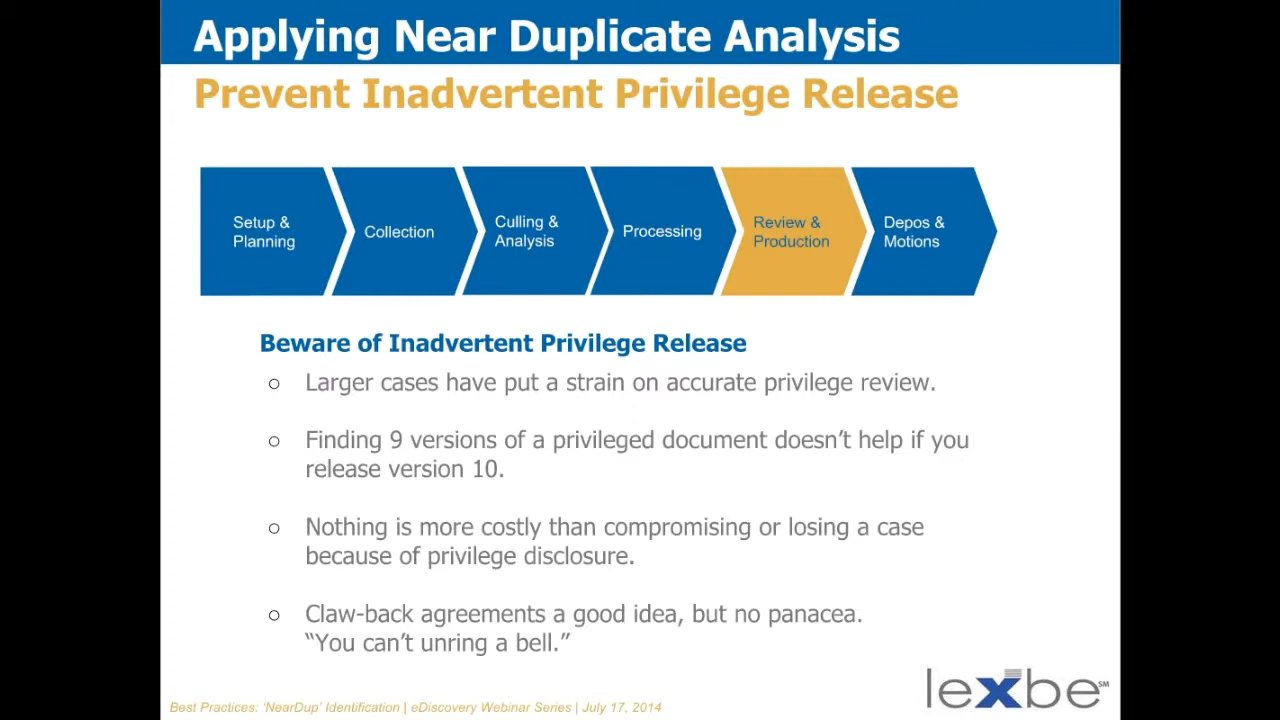 Applying Near Duplicate Analysis
Prevent Inadvertent Privilege Release
Setup &
Planning
Collection
Culling &
Analysis
Processing
Review &
Production
Depos &
Motions
Beware of Inadvertent Privilege Release
○ Larger cases have put a strain on accurate privilege review.
○ Finding 9 versions of a privileged document doesn’t help if you
release version 10.
○ Nothing is more costly than compromising or losing a case
because of privilege disclosure.
○ Claw-back agreements a good idea, but no panacea.
“You can’t unring a bell.”
lexbe℠
Best Practices: ‘NearDup’ Identification | eDiscovery Webinar Series | July 17, 2014